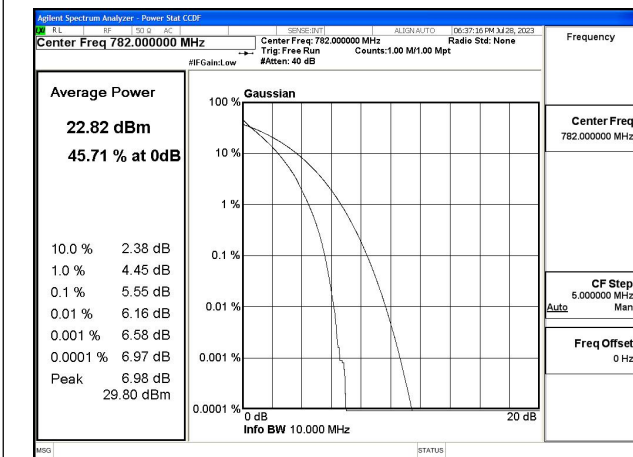 Agilent Spectrum Analyzer - Power Stat CCDF
RL RF 50 Ω AC SENSE:INT ALIGN AUTO 06:37:16 PM Jul 28, 2023
Center Freq 782.000000 MHz
Center Freq: 782.000000 MHz Radio Std: None
Trig: Free Run Counts:1.00 M/1.00 Mpt
#IFGain:Low #Atten: 40 dB
Frequency
Average Power
22.82 dBm
45.71 % at 0dB
10.0 % 2.38 dB
1.0 % 4.45 dB
0.1 % 5.55 dB
0.01 % 6.16 dB
0.001 % 6.58 dB
0.0001 % 6.97 dB
Peak 6.98 dB
29.80 dBm
Gaussian
100 %
10 %
1 %
0.1 %
0.01 %
0.001 %
0.0001 %
0 dB 20 dB
Info BW 10.000 MHz
Center Freq
782.000000 MHz
CF Step
5.000000 MHz
Auto Man
Freq Offset
0 Hz
MSG STATUS